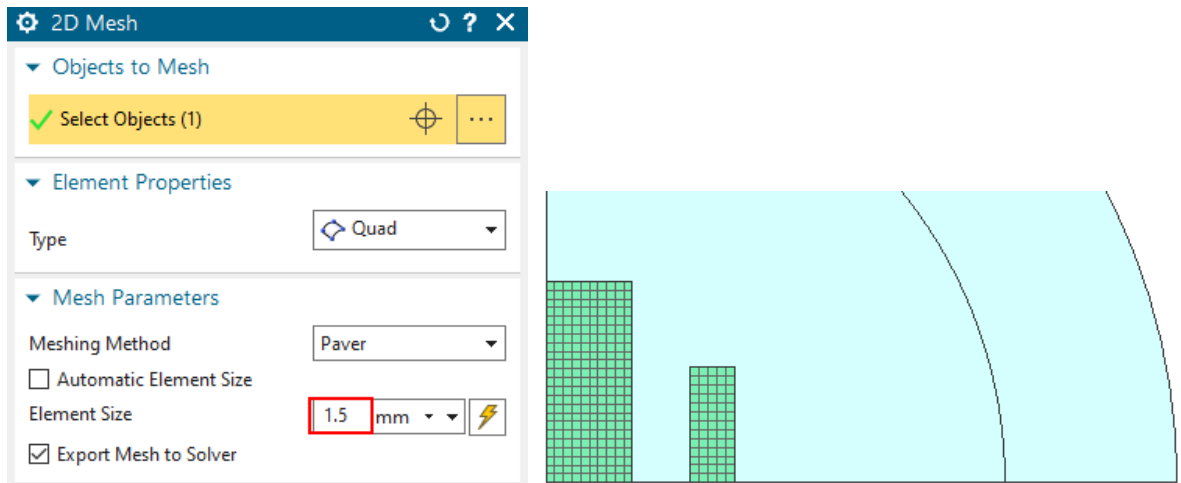 2D Mesh
Objects to Mesh
Select Objects (1)
Element Properties
Type
Quad
Mesh Parameters
Meshing Method
Paver
Automatic Element Size
Element Size
1.5 mm
Export Mesh to Solver